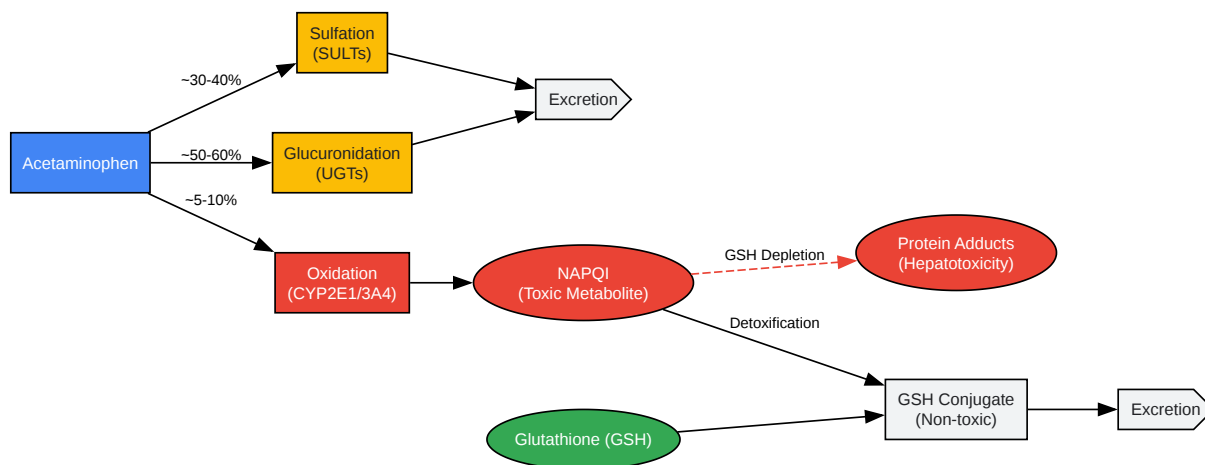 Sulfation
(SULTs)
~30-40%
Excretion
Acetaminophen
~50-60%
Glucuronidation
(UGTs)
~5-10%
Oxidation
(CYP2E1/3A4)
NAPQI
(Toxic Metabolite)
GSH Depletion
Protein Adducts
(Hepatotoxicity)
Detoxification
GSH Conjugate
(Non-toxic)
Excretion
Glutathione (GSH)